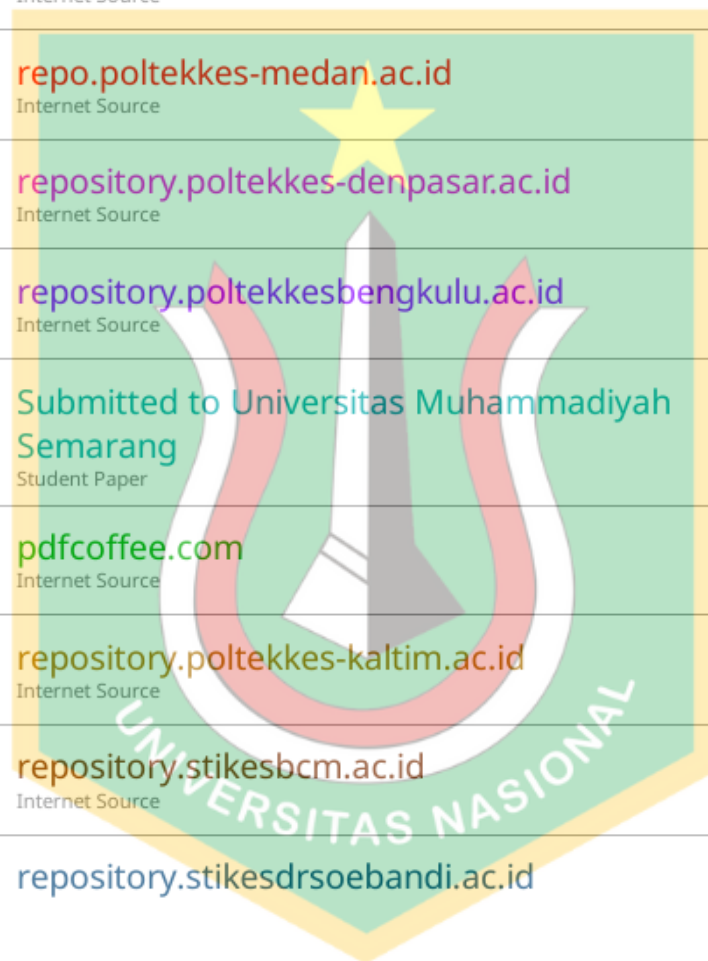 Internet Source
repo.poltekkes-medan.ac.id
Internet Source
repository.poltekkes-denpasar.ac.id
Internet Source
repository.poltekkesbengkulu.ac.id
Internet Source
Submitted to Universitas Muhammadiyah
Semarang
Student Paper
pdfcoffee.com
Internet Source
repository.poltekkes-kaltim.ac.id
Internet Source
repository.stikesbcm.ac.id
Internet Source
UNIVERSITAS NASIONAL
repository.stikesdrsoebandi.ac.id